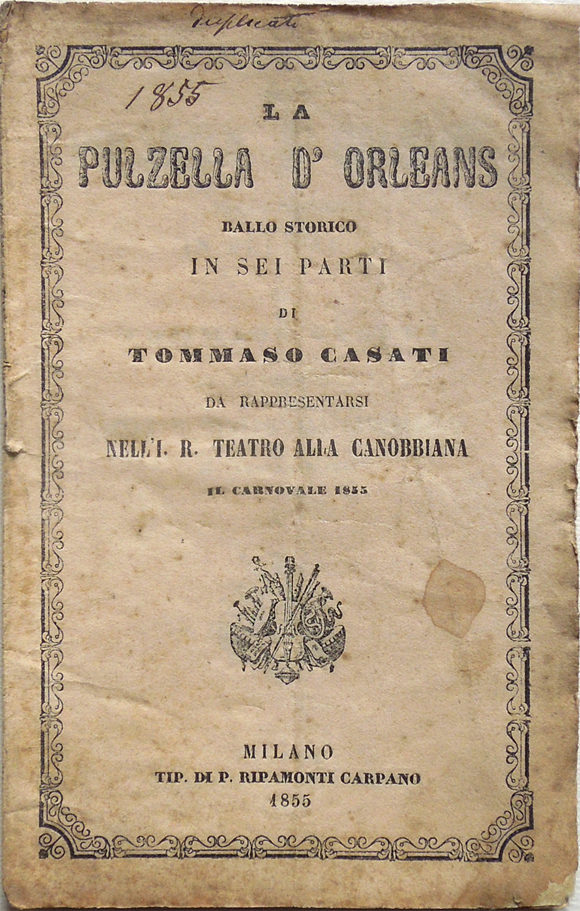 duplicato
1855
LA
PULZELLA D' ORLEANS
BALLO STORICO
IN SEI PARTI
DI
TOMMASO CASATI
DA RAPPRESENTARSI
NELL'I. R. TEATRO ALLA CANOBBIANA
IL CARNOVALE 1855
MILANO
TIP. DI P. RIPAMONTI CARPANO
1855